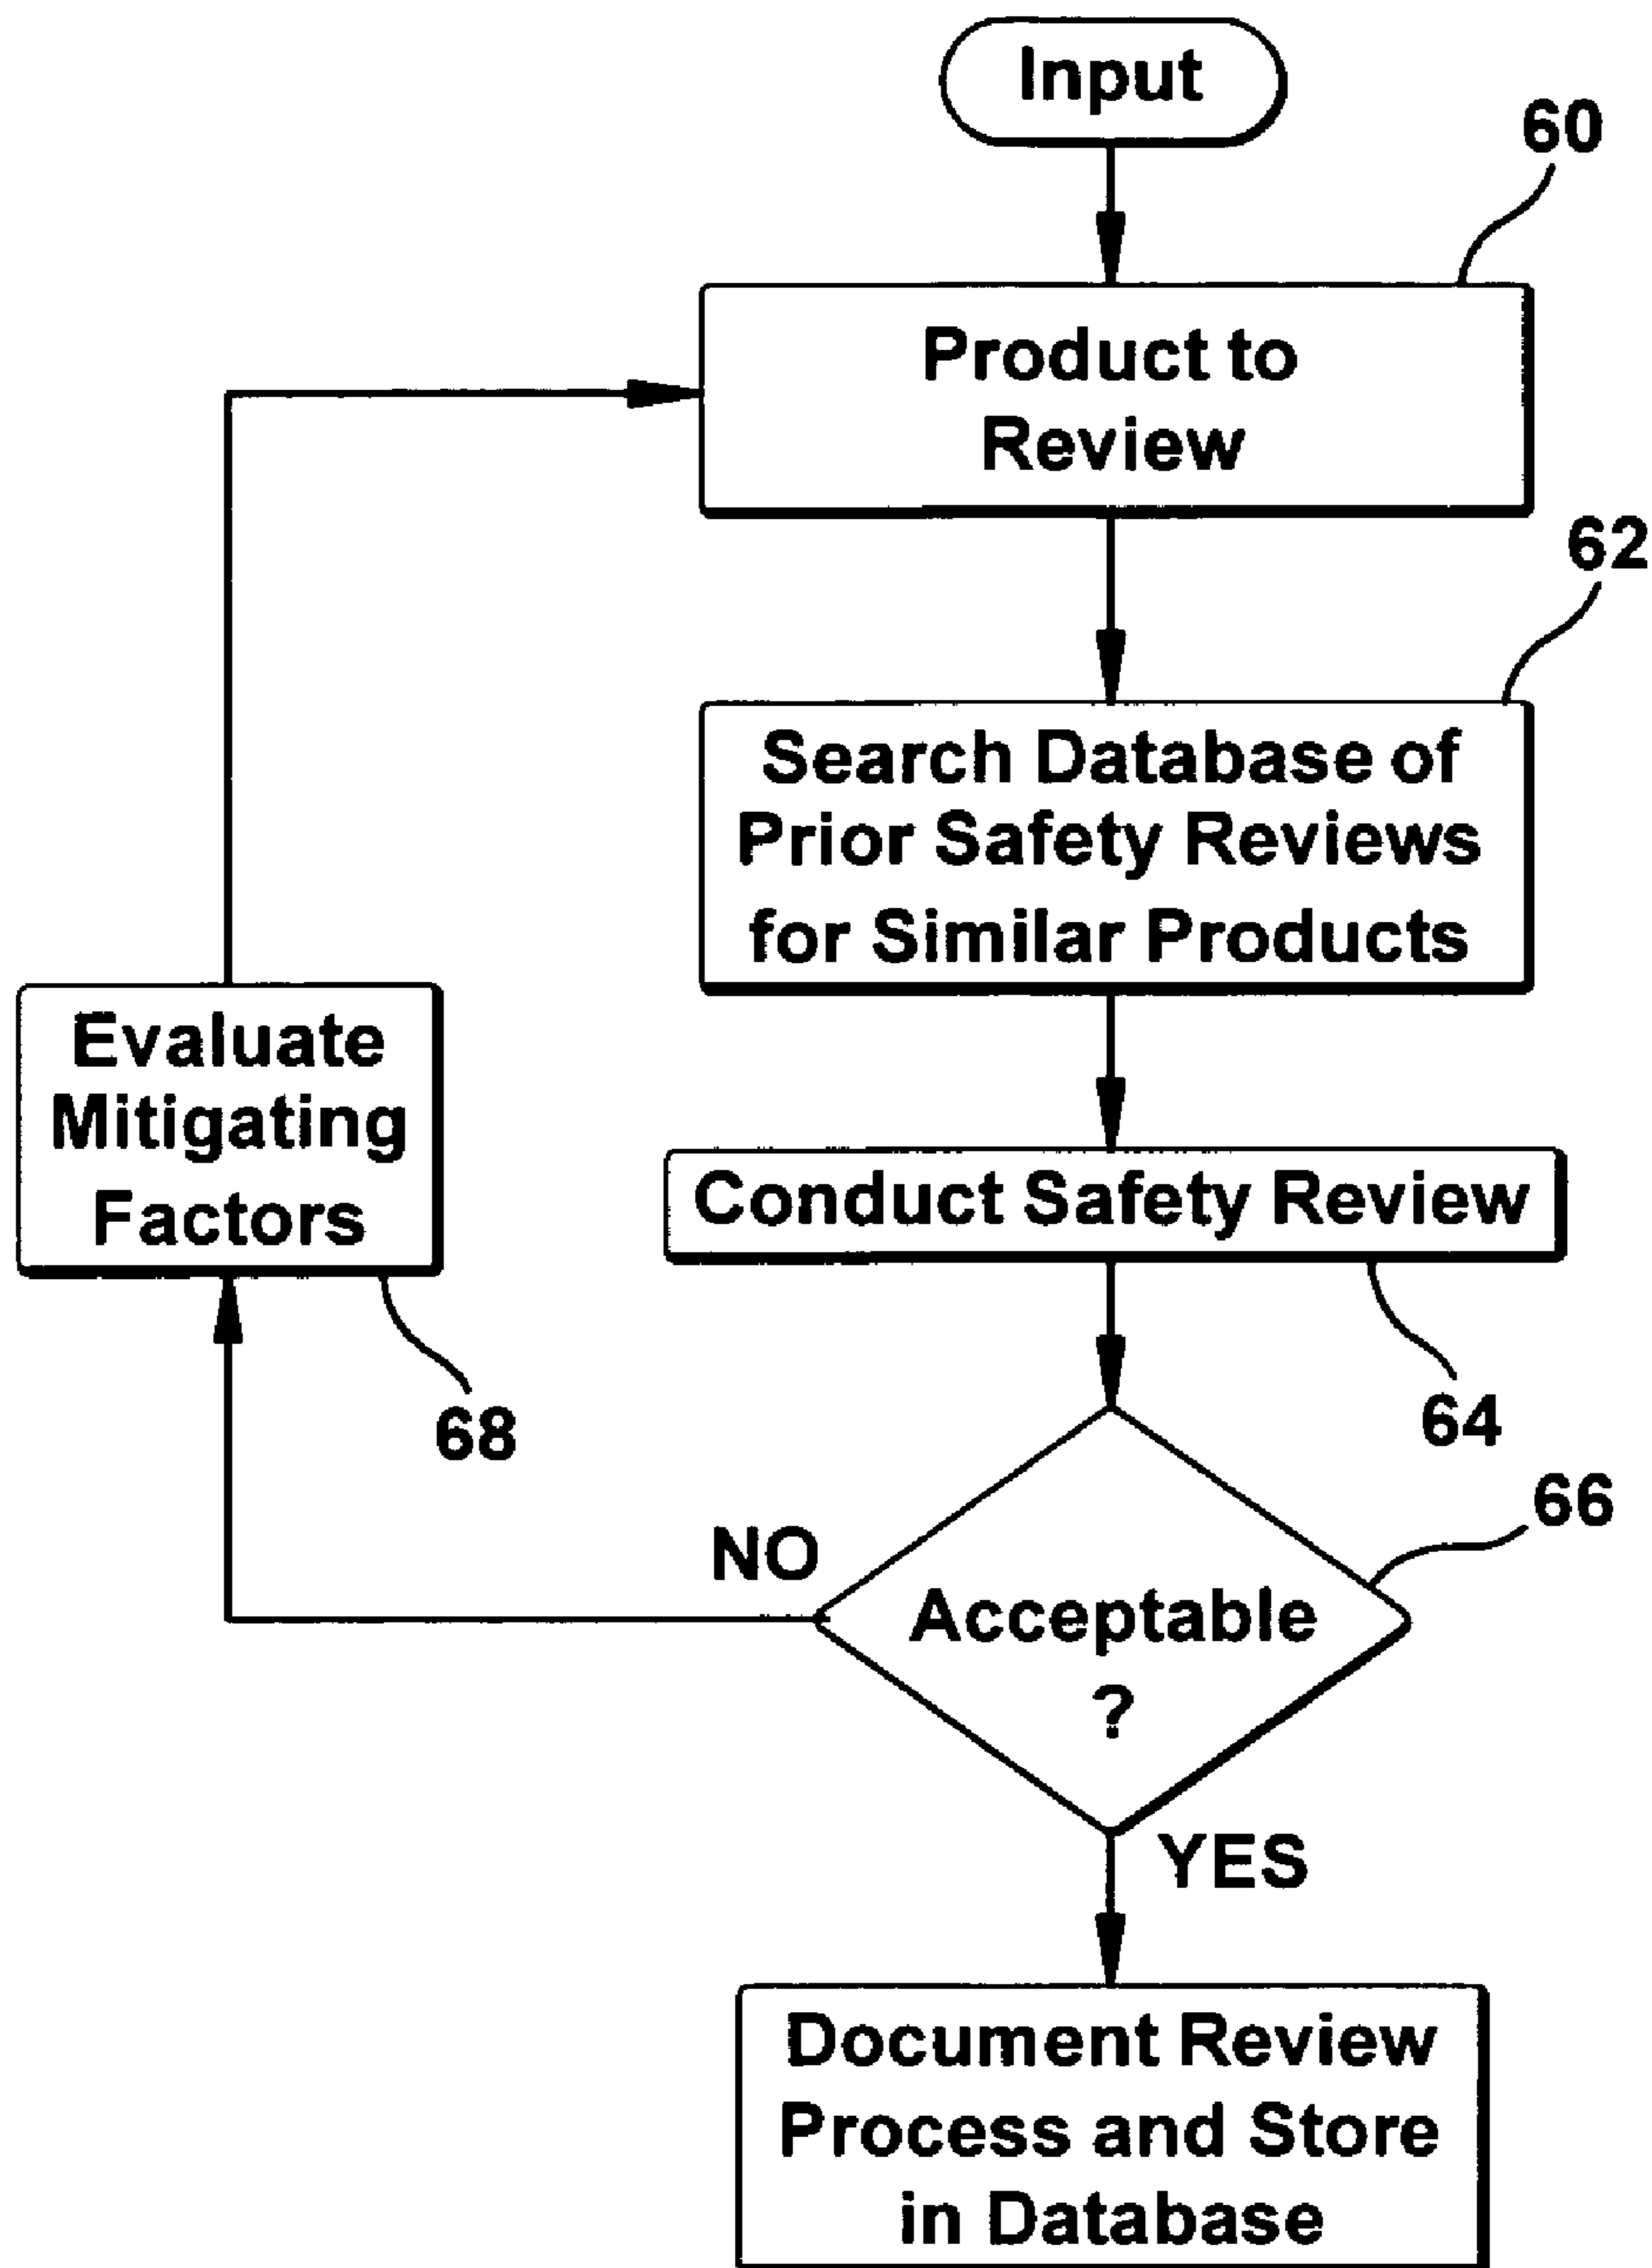 Input
60
Product to
Review
62
Search Database of
Prior Safety Reviews
for Similar Products
Evaluate
Mitigating
Factors
Conduct Safety Review
68
64
66
NO
Acceptable
?
YES
Document Review
Process and Store
in Database